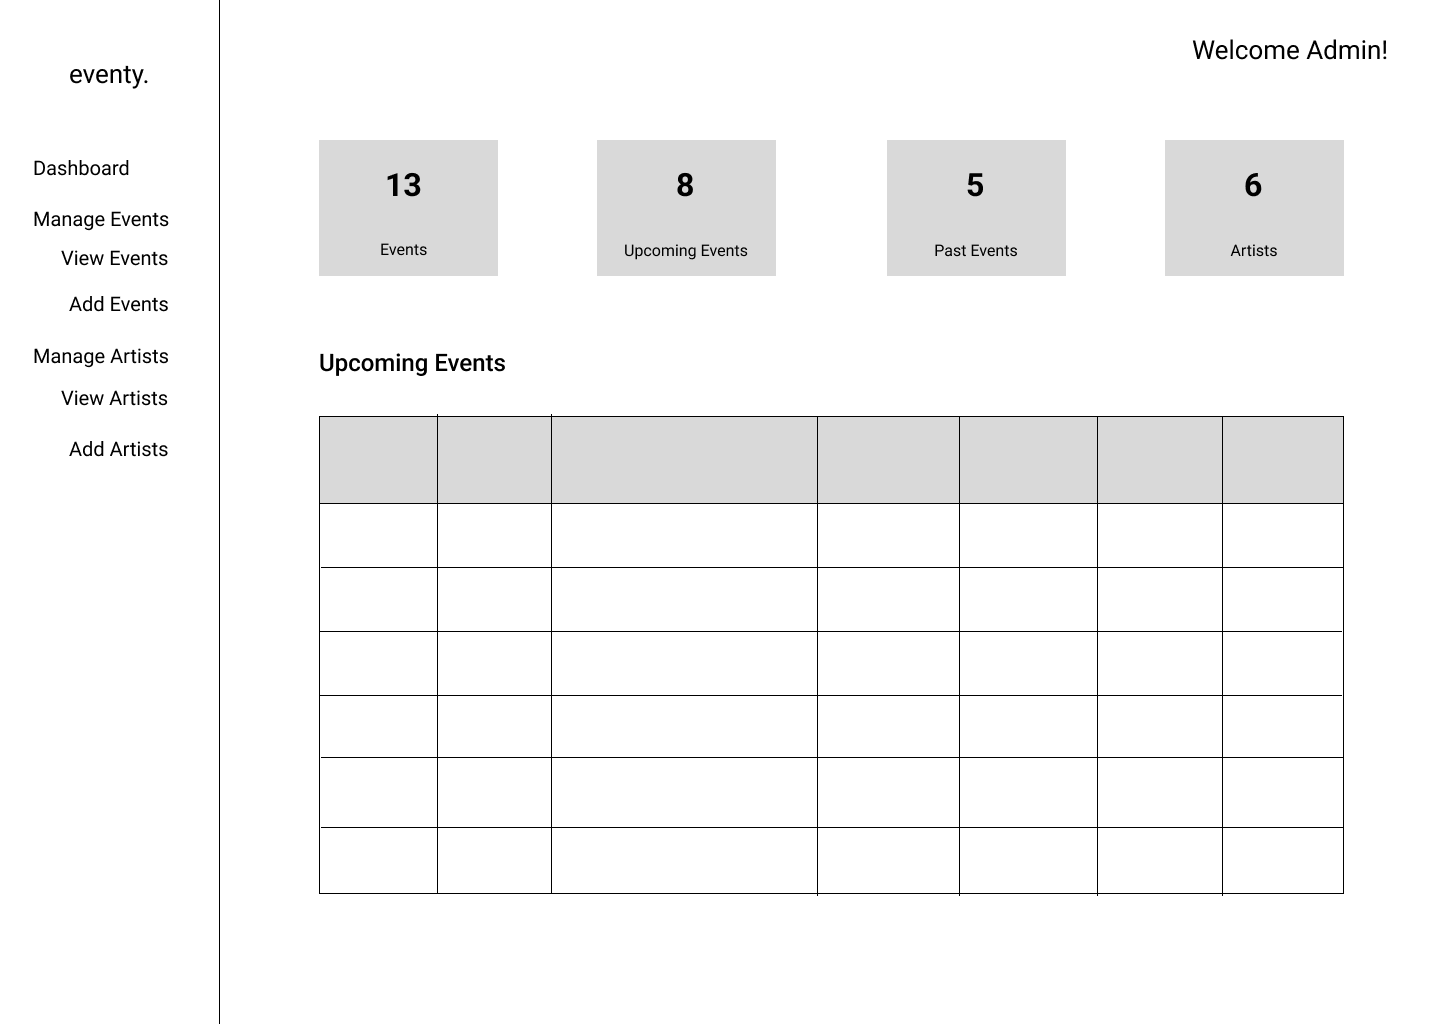 eventy.
Dashboard
Manage Events
View Events
Add Events
Manage Artists
View Artists
Add Artists
Welcome Admin!
13
Events
8
Upcoming Events
5
Past Events
6
Artists
Upcoming Events